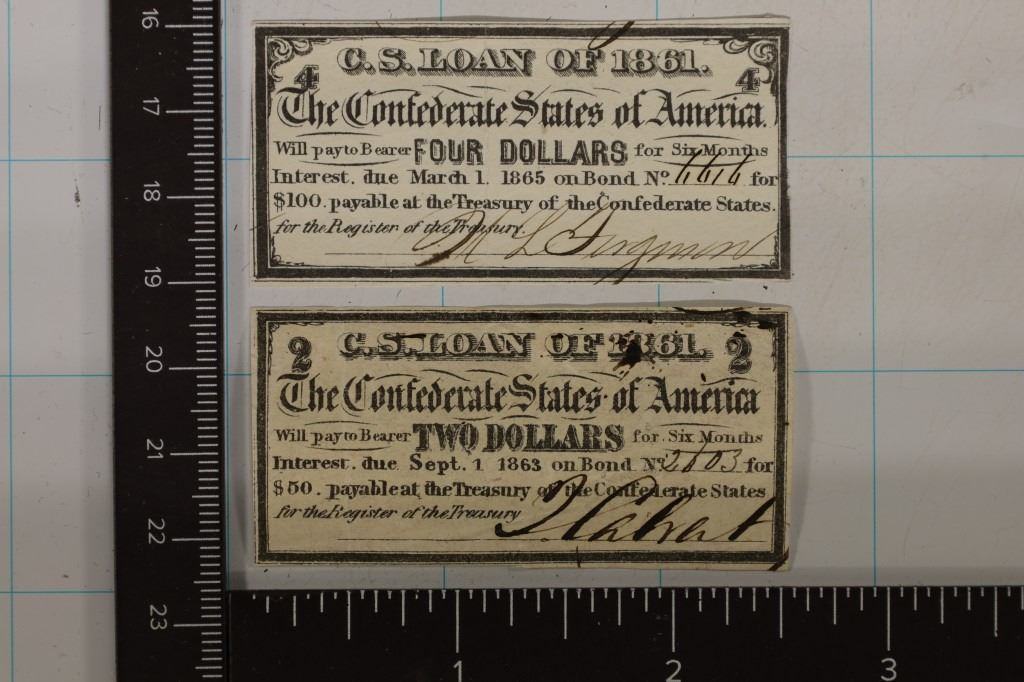 C. S. LOAN OF 1861.
4 4
The Confederate States of America.
Will pay to Bearer FOUR DOLLARS for Six Months
Interest. due March 1. 1865 on Bond No. for
$100. payable at the Treasury of the Confederate States.
for the Register of the Treasury.
2 C. S. LOAN OF 1861. 2
The Confederate States of America
Will pay to Bearer TWO DOLLARS for Six Months
Interest. due Sept. 1 1863 on Bond No. 2603 for
$50. payable at the Treasury of the Confederate States
for the Register of the Treasury
16
17
18
19
20
21
22
23
1 2 3